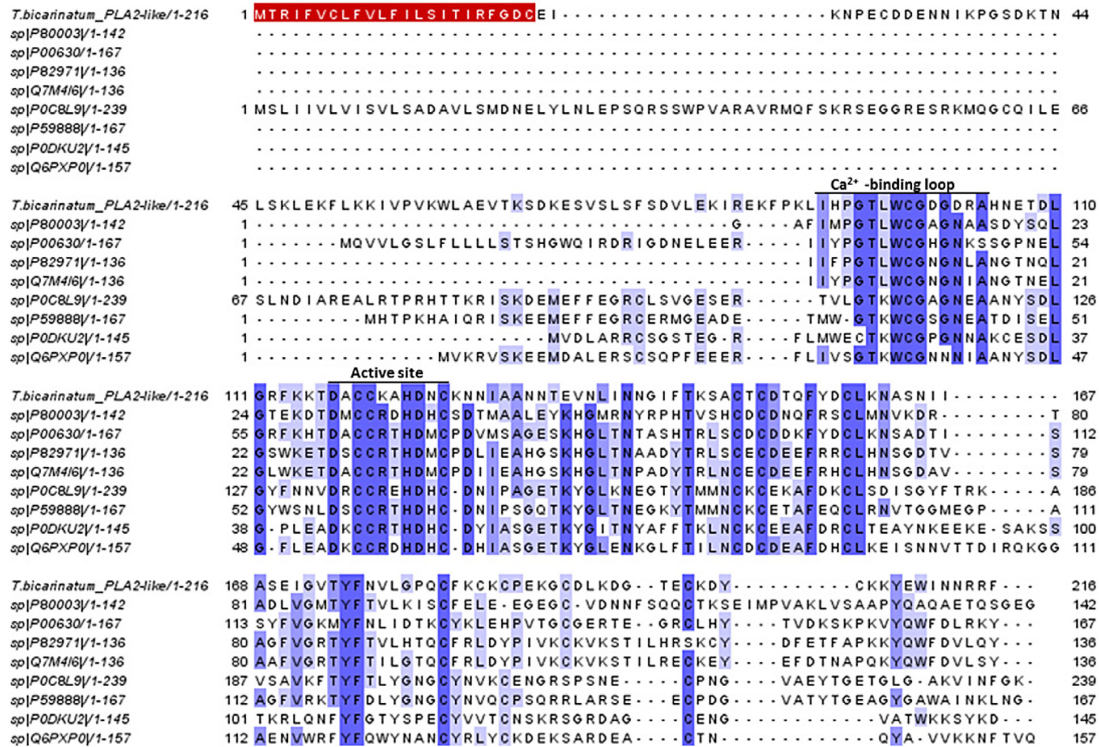 T.bicarinatum_PLA2-like/1-216 1 MTRIFVCLFVLFILSITIRFGDCEI----------------------KNPECDDENNIKPGSDKTN 44
sp|P80003|/1-142 ------------------------------------------------------------------
sp|P00630/1-167 ------------------------------------------------------------------
sp|P82971|/1-136 ------------------------------------------------------------------
sp|Q7M4I6|/1-136 ------------------------------------------------------------------
sp|P0C8L9/1-239 1 MSLIIVLVISVLSADAVLSMDNELYLNLEPSQRSSWPVARAVRMQFSKRSEGGRESRKMQGCQILE 66
sp|P59888|/1-167 ------------------------------------------------------------------
sp|P0DKU2|/1-145 ------------------------------------------------------------------
sp|Q6PXP0|/1-157 ------------------------------------------------------------------
Ca2+ -binding loop
T.bicarinatum_PLA2-like/1-216 45 LSKLEKFLKKIVPVKWLAEVTKSDKESVSLSFSDVLEKIREKFPKLIHPGTLWCGDGDRAHNETDL 110
sp|P80003|/1-142 1 ---------------------------------------G----AFIMPGTLWCGAGNAASDYSQL 23
sp|P00630/1-167 1 -------MQVVLGSLFLLLLSTSHGWQIRDRIGDNELEER-----IIYPGTLWCGHGNKSSGPNEL 54
sp|P82971|/1-136 1 ---------------------------------------------IIFPGTLWCGNGNLANGTNQL 21
sp|Q7M4I6|/1-136 1 ---------------------------------------------IIYPGTLWCGNGNIANGTNEL 21
sp|P0C8L9/1-239 67 SLNDIAREALRTPRHTTKRISKDEMEFFEGRCLSVGESER------TVLGTKWCGAGNEAANYSDL 126
sp|P59888|/1-167 1 ---------MHTPKHAIQRISKEEMEFFEGRCERMGEADE-----TMW-GTKWCGSGNEATDISEL 51
sp|P0DKU2|/1-145 1 ------------------------MVDLARRCSGSTEG-R----FLMWECTKWCGPGNNAKCESDL 37
sp|Q6PXP0|/1-157 1 ---------------MVKRVSKEEMDALERSCSQPFEEER----FLIVSGTKWCGNNNIAANYSDL 47
Active site
T.bicarinatum_PLA2-like/1-216 111 GRFKKTDACCKAHDNCKNNIAANNTEVNLINNGIFTKSACTCDTQFYDCLKNASNII--------- 167
sp|P80003|/1-142 24 GTEKDTDMCCRDHDHCSDTMAALEYKHGMRNYRPHTVSHCDCDNQFRSCLMNVKDR---------T 80
sp|P00630/1-167 55 GRFKHTDACCRTHDMCPDVMSAGESKHGLTNTASHTRLSCDCDDKFYDCLKNSADTI--------S 112
sp|P82971|/1-136 22 GSWKETDSCCRTHDMCPDLIEAHGSKHGLTNAADYTRLSCECDEEFRRCLHNSGDTV--------S 79
sp|Q7M4I6|/1-136 22 GLWKETDACCRTHDMCPDIIEAHGSKHGLTNPADYTRLNCECDEEFRHCLHNSGDAV--------S 79
sp|P0C8L9/1-239 127 GYFNNVDRCCREHDHC-DNIPAGETKYGLKNEGTYTMMNCKCEKAFDKCLSDISGYFTRK-----A 186
sp|P59888|/1-167 52 GYWSNLDSCCRTHDHC-DNIPSGQTKYGLTNEGKYTMMNCKCETAFEQCLRNVTGGMEGP-----A 111
sp|P0DKU2|/1-145 38 G-PLEADKCCRTHDHC-DYIASGETKYGITNYAFFTKLNCKCEEAFDRCLTEAYNKEEKE-SAKSS 100
sp|Q6PXP0|/1-157 48 G-FLEADKCCRDHDHC-DHIASGETKYGLENKGLFTILNCDCDEAFDHCLKEISNNVTTDIRQKGG 111
T.bicarinatum_PLA2-like/1-216 168 ASEIGVTYFNVLGPQCFKCKCPEKGCDLKDG--TECKDY------CKKYEWINNRRF--- 216
sp|P80003|/1-142 81 ADLVGMTYFTVLKISCFELE-EGEGC-VDNNFSQQCTKSEIMPVAKLVSAAPYQAQAETQSGEG 142
sp|P00630/1-167 113 SYFVGKMYFNLIDTKCYKLEHPVTGCGERTE--GRCLHY---TVDKSKPKVYQWFDLRKY--- 167
sp|P82971|/1-136 80 AGFVGRTYFTVLHTQCFRLDYPIVKCKVKSTILHRSKCY---DFETFAPKKYQWFDVLQY--- 136
sp|Q7M4I6|/1-136 80 AAFVGRTYFTILGTQCFRLDYPIVKCKVKSTILRECKEY---EFDTNAPQKYQWFDVLSY--- 136
sp|P0C8L9/1-239 187 VSAVKFTYFTLYGNGCYNVKCENGRSPSNE---CPNG---VAEYTGETGLG-AKVINFGK- 239
sp|P59888|/1-167 112 AGFVRKTYFDLYGNGCYNVQCPSQRRLARSE--ECPDG---VATYTGEAGYGAWAINKLNG- 167
sp|P0DKU2|/1-145 101 TKRLQNFYFGTYSPECYVVTCNSKRSGRDAG---CENG------VATWKKSYKD--- 145
sp|Q6PXP0|/1-157 112 AENVWRFYFQWYNANCYRLYCKDEKSARDEA---CTN------QYA-VVKKNFTVQ 157